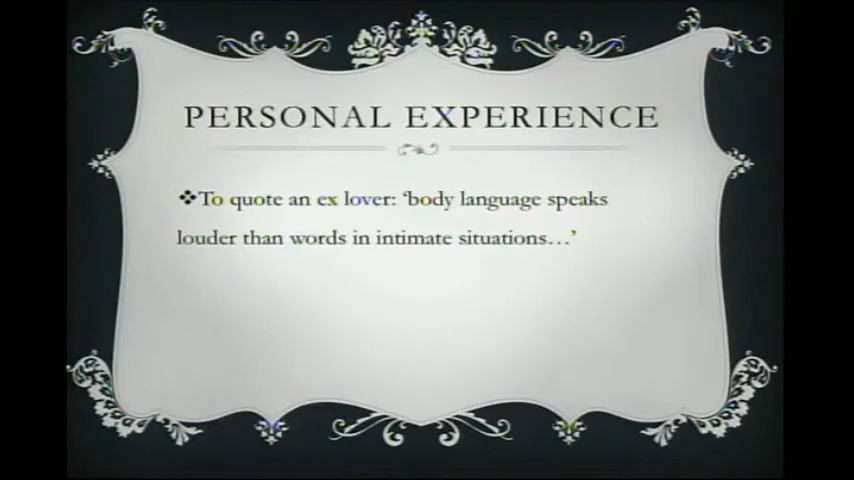 PERSONAL EXPERIENCE
❖To quote an ex lover: ‘body language speaks
louder than words in intimate situations…’